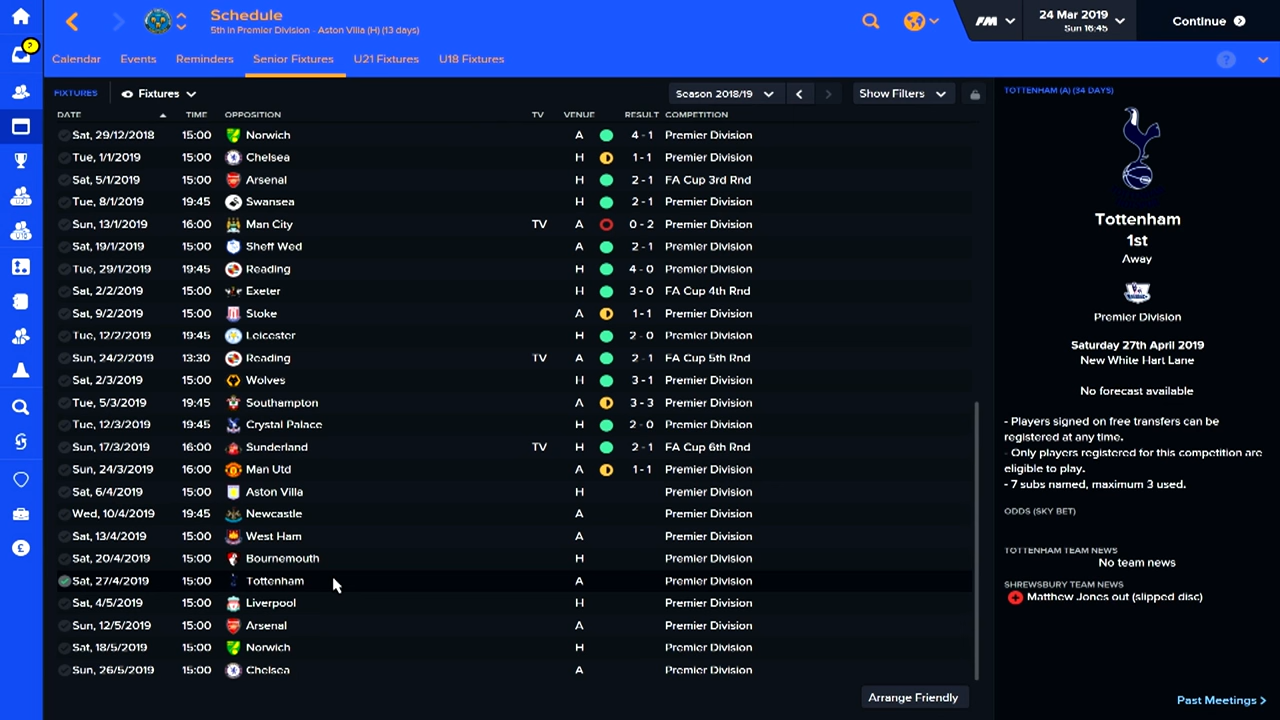 Schedule
5th in Premier Division - Aston Villa (H) (13 days)
FM
24 Mar 2019
Sun 16:45
Continue
Calendar Events Reminders Senior Fixtures U21 Fixtures U18 Fixtures
?
FIXTURES Fixtures Season 2018/19 Show Filters
DATE TIME OPPOSITION TV VENUE RESULT COMPETITION
Sat, 29/12/2018 15:00 Norwich A 4 - 1 Premier Division
Tue, 1/1/2019 15:00 Chelsea H 1 - 1 Premier Division
Sat, 5/1/2019 15:00 Arsenal H 2 - 1 FA Cup 3rd Rnd
Tue, 8/1/2019 19:45 Swansea H 2 - 1 Premier Division
Sun, 13/1/2019 16:00 Man City TV A 0 - 2 Premier Division
Sat, 19/1/2019 15:00 Sheff Wed A 2 - 1 Premier Division
Tue, 29/1/2019 19:45 Reading H 4 - 0 Premier Division
Sat, 2/2/2019 15:00 Exeter H 3 - 0 FA Cup 4th Rnd
Sat, 9/2/2019 15:00 Stoke A 1 - 1 Premier Division
Tue, 12/2/2019 19:45 Leicester H 2 - 0 Premier Division
Sun, 24/2/2019 13:30 Reading TV A 2 - 1 FA Cup 5th Rnd
Sat, 2/3/2019 15:00 Wolves H 3 - 1 Premier Division
Tue, 5/3/2019 19:45 Southampton A 3 - 3 Premier Division
Tue, 12/3/2019 19:45 Crystal Palace H 2 - 0 Premier Division
Sun, 17/3/2019 16:00 Sunderland TV H 2 - 1 FA Cup 6th Rnd
Sun, 24/3/2019 16:00 Man Utd A 1 - 1 Premier Division
Sat, 6/4/2019 15:00 Aston Villa H Premier Division
Wed, 10/4/2019 19:45 Newcastle A Premier Division
Sat, 13/4/2019 15:00 West Ham A Premier Division
Sat, 20/4/2019 15:00 Bournemouth H Premier Division
Sat, 27/4/2019 15:00 Tottenham A Premier Division
Sat, 4/5/2019 15:00 Liverpool H Premier Division
Sun, 12/5/2019 15:00 Arsenal A Premier Division
Sat, 18/5/2019 15:00 Norwich H Premier Division
Sun, 26/5/2019 15:00 Chelsea A Premier Division
Arrange Friendly
TOTTENHAM (A) (34 DAYS)
Tottenham
1st
Away
Premier Division
Saturday 27th April 2019
New White Hart Lane
No forecast available
- Players signed on free transfers can be
registered at any time.
- Only players registered for this competition are
eligible to play.
- 7 subs named, maximum 3 used.
ODDS (SKY BET)
TOTTENHAM TEAM NEWS
No team news
SHREWSBURY TEAM NEWS
Matthew Jones out (slipped disc)
Past Meetings >